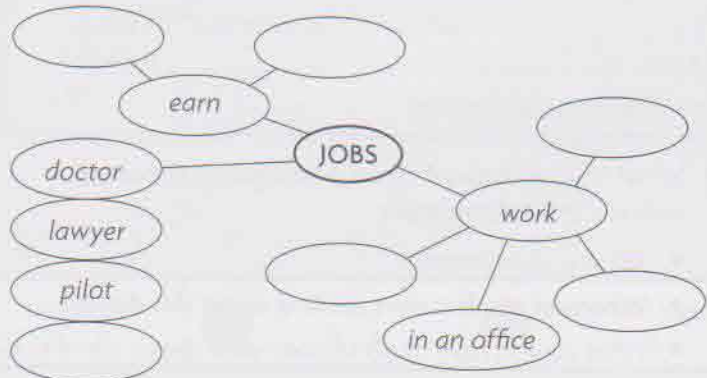 earn
JOBS
doctor
work
lawyer
pilot
in an office